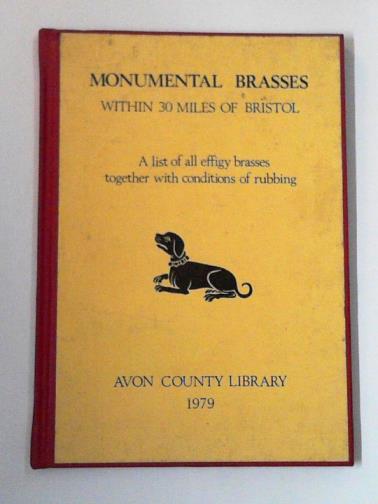 MONUMENTAL BRASSES
WITHIN 30 MILES OF BRISTOL
A list of all effigy brasses
together with conditions of rubbing
AVON COUNTY LIBRARY
1979